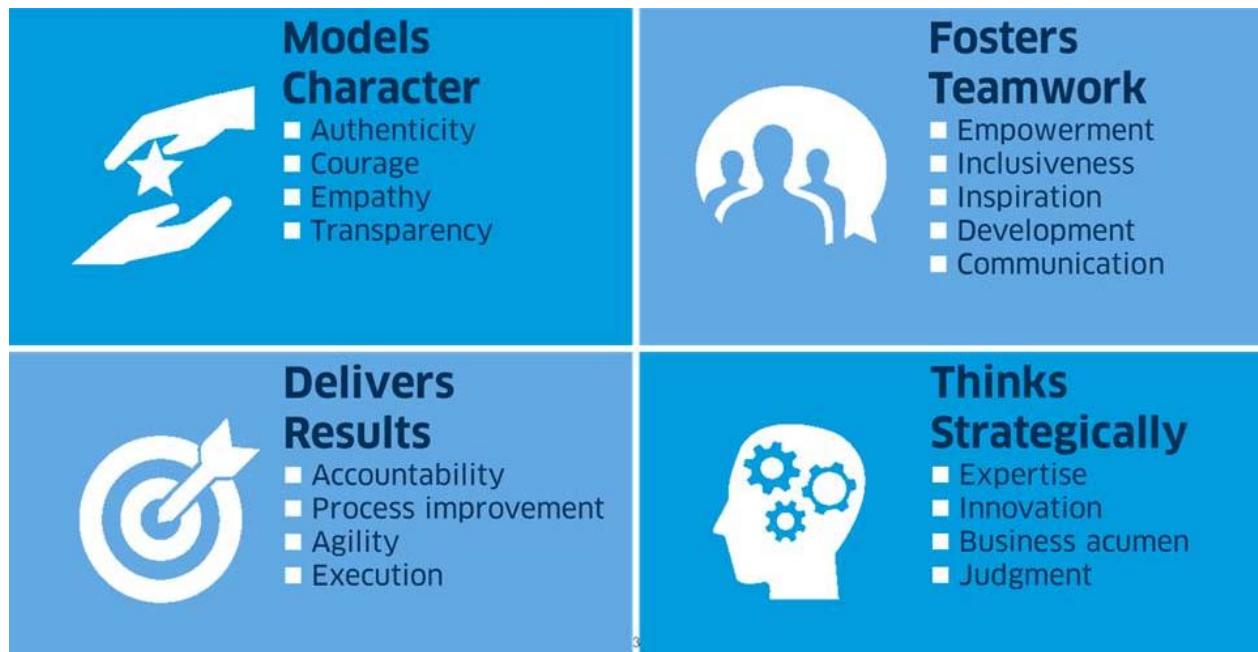 Models
Character
Authenticity
Courage
Empathy
Transparency
Fosters
Teamwork
Empowerment
Inclusiveness
Inspiration
Development
Communication
Delivers
Results
Accountability
Process improvement
Agility
Execution
Thinks
Strategically
Expertise
Innovation
Business acumen
Judgment
3